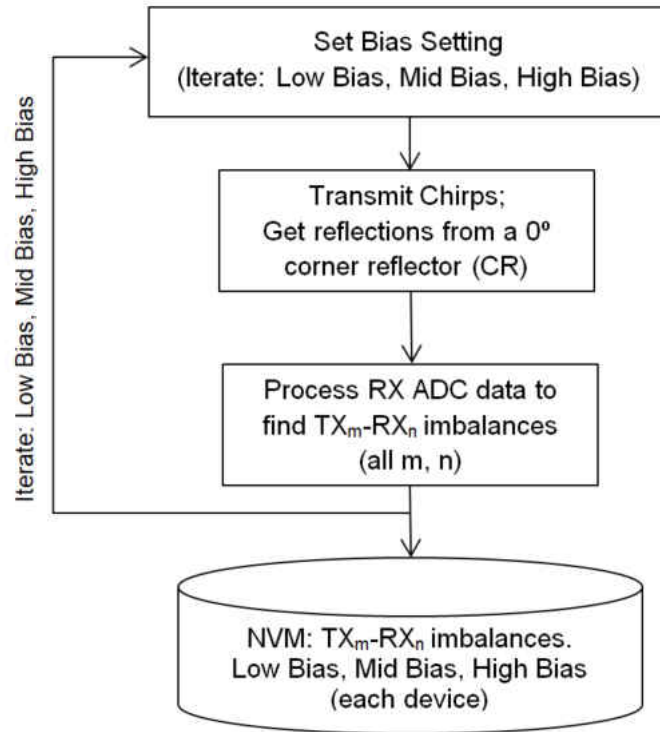 Set Bias Setting
(Iterate: Low Bias, Mid Bias, High Bias)
Iterate: Low Bias, Mid Bias, High Bias
Transmit Chirps;
Get reflections from a 0º
corner reflector (CR)
Process RX ADC data to
find TXₘ-RXₙ imbalances
(all m, n)
NVM: TXₘ-RXₙ imbalances.
Low Bias, Mid Bias, High Bias
(each device)